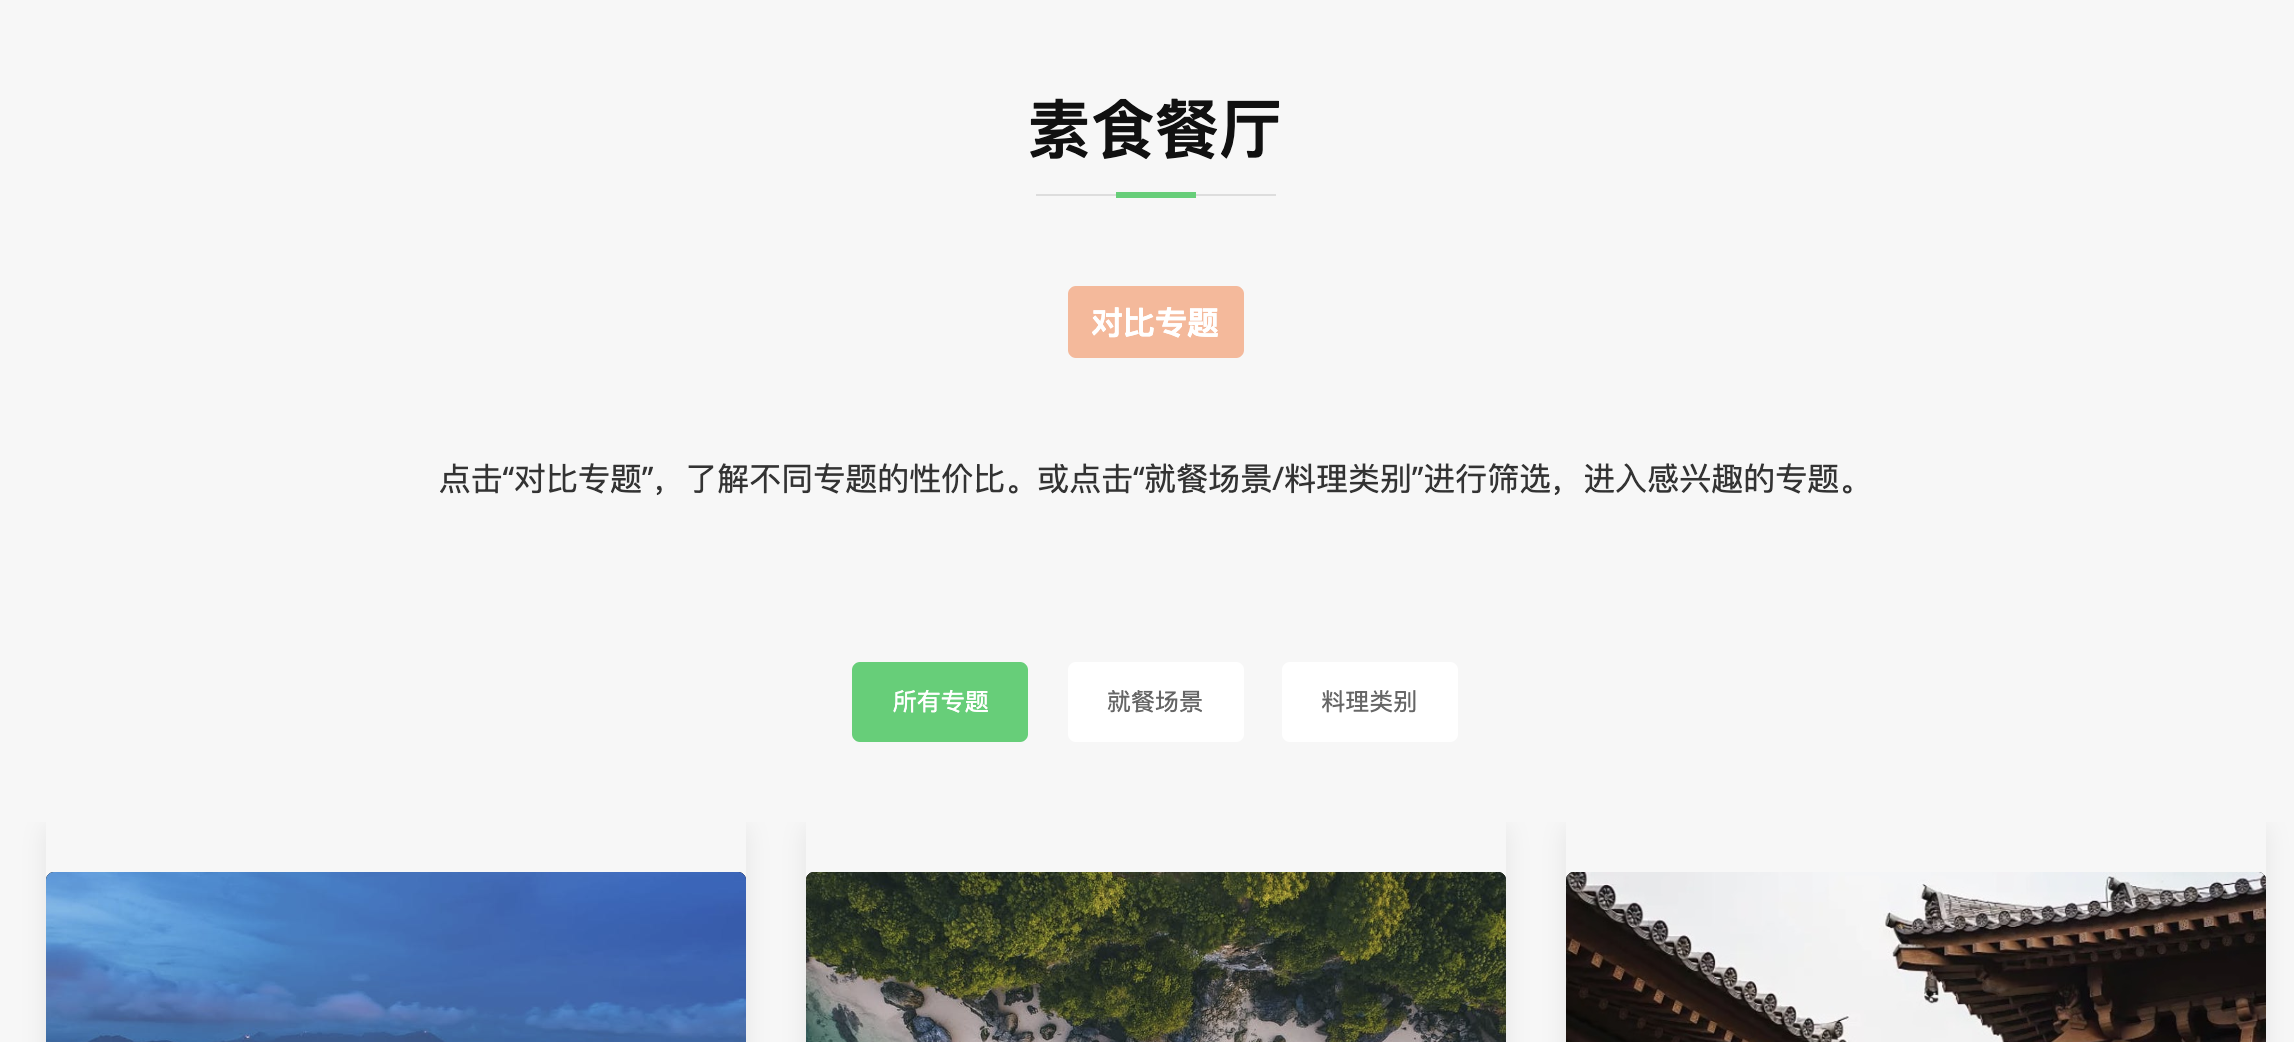 素食餐厅
对比专题
点击“对比专题”，了解不同专题的性价比。或点击“就餐场景/料理类别”进行筛选，进入感兴趣的专题。
所有专题
就餐场景
料理类别